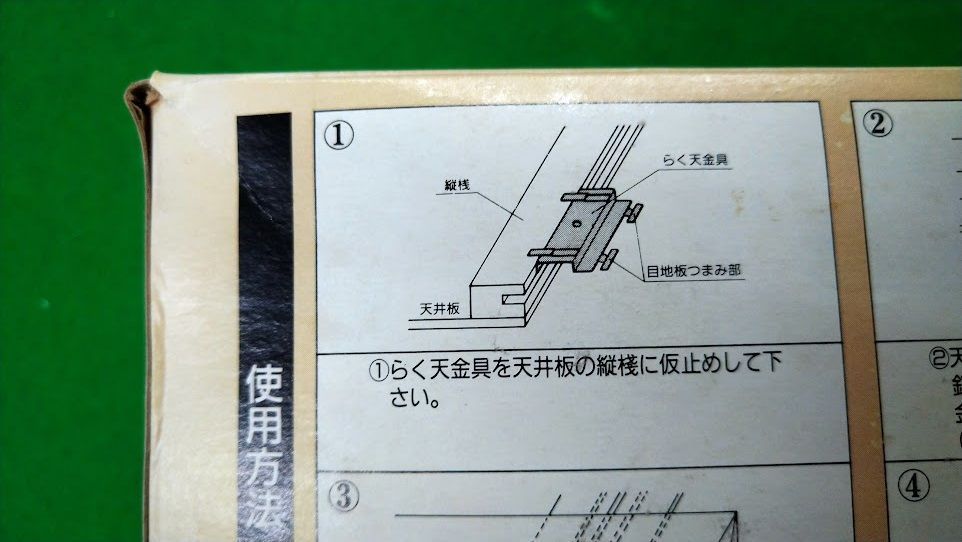 使用方法
①
縦桟
らく天金具
目地板つまみ部
天井板
①らく天金具を天井板の縦棧に仮止めして下
さい。
②
②天
金
③
④